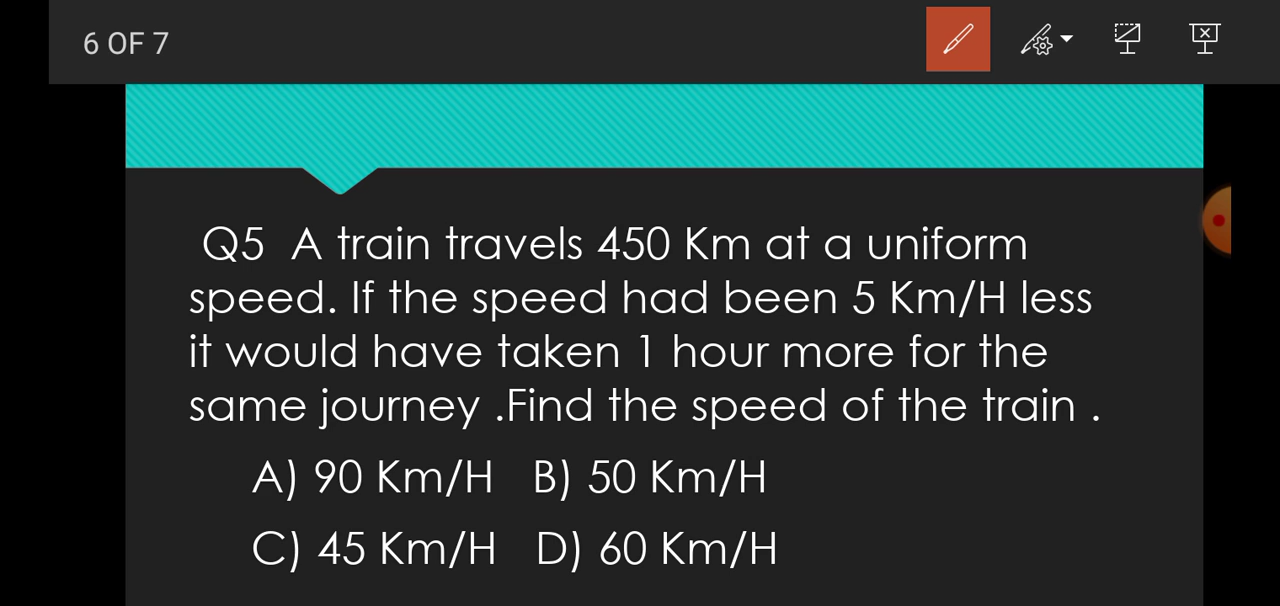 6 OF 7
Q5 A train travels 450 Km at a uniform
speed. If the speed had been 5 Km/H less
it would have taken 1 hour more for the
same journey .Find the speed of the train .
A) 90 Km/H B) 50 Km/H
C) 45 Km/H D) 60 Km/H